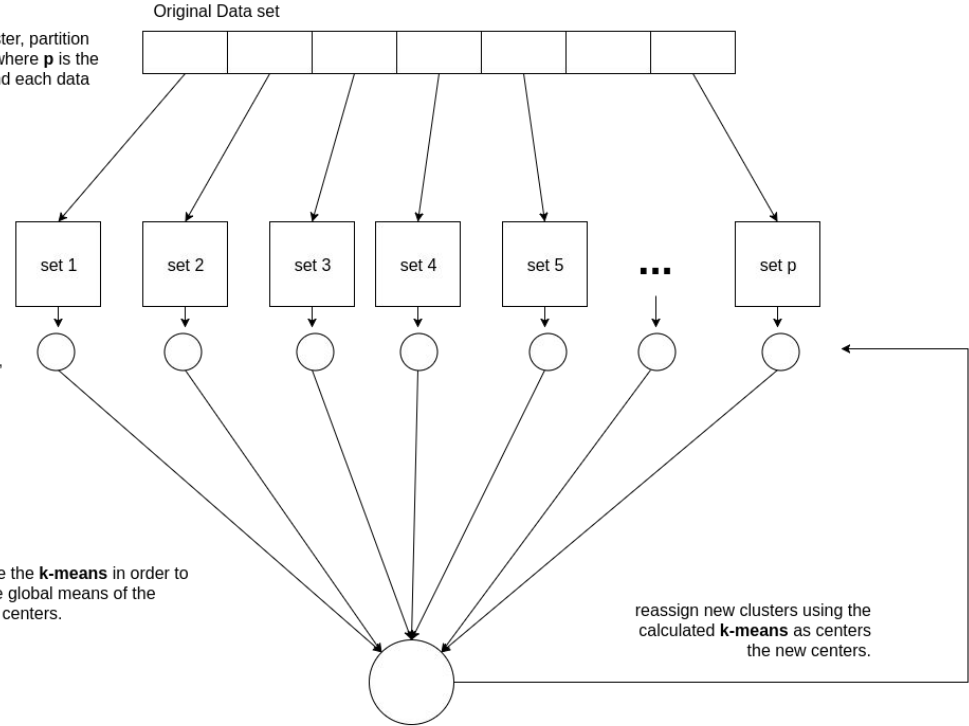 Original Data set
ster, partition
where p is the
nd each data
set 1
set 2
set 3
set 4
set 5
...
set p
e the k-means in order to
e global means of the
centers.
reassign new clusters using the
calculated k-means as centers
the new centers.